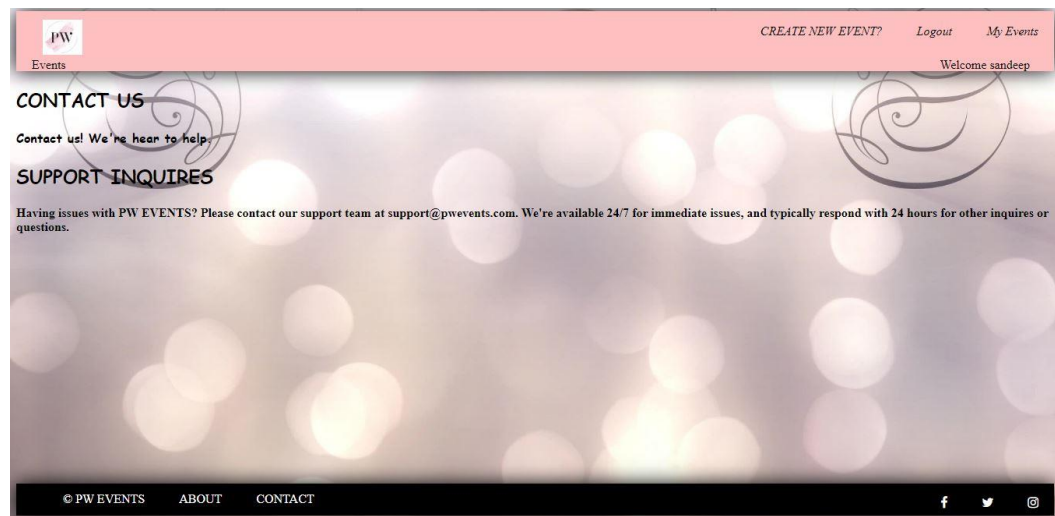 PW
CREATE NEW EVENT? Logout My Events
Events
Welcome sandeep
CONTACT US
Contact us! We're hear to help.
SUPPORT INQUIRES
Having issues with PW EVENTS? Please contact our support team at support@pwevents.com. We're available 24/7 for immediate issues, and typically respond with 24 hours for other inquires or
questions.
© PW EVENTS ABOUT CONTACT